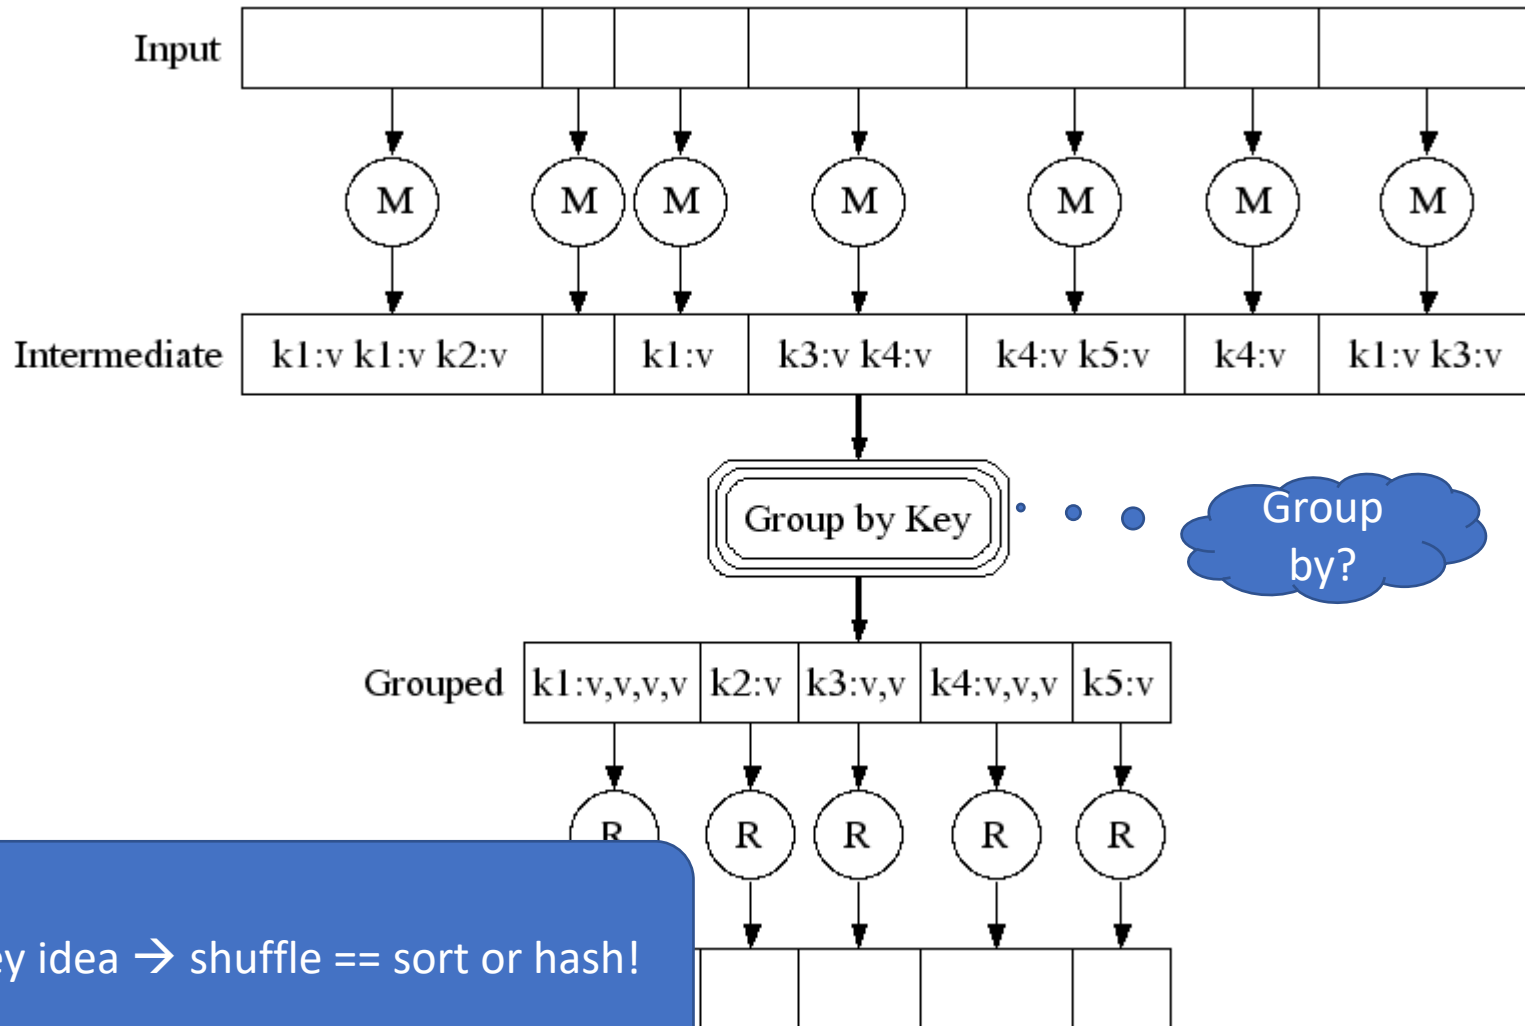 Input
M M M M M M M
Intermediate k1:v k1:v k2:v k1:v k3:v k4:v k4:v k5:v k4:v k1:v k3:v
Group by Key
Group
by?
Grouped k1:v,v,v,v k2:v k3:v,v k4:v,v,v k5:v
R R R R R
idea → shuffle == sort or hash!